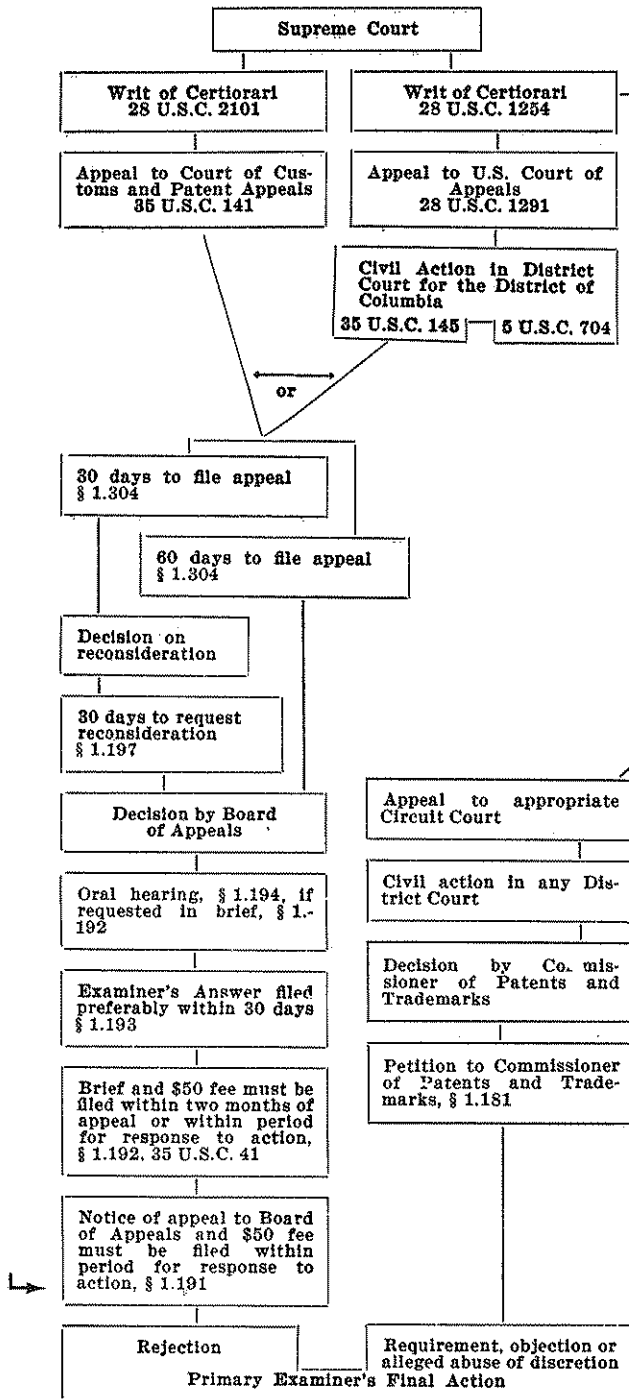 Supreme Court
Writ of Certiorari
28 U.S.C. 2101
Writ of Certiorari
28 U.S.C. 1254
Appeal to Court of Cus-
toms and Patent Appeals
35 U.S.C. 141
Appeal to U.S. Court of
Appeals
28 U.S.C. 1291
Civil Action in District
Court for the District of
Columbia
35 U.S.C. 145 5 U.S.C. 704
or
30 days to file appeal
§ 1.304
60 days to file appeal
§ 1.304
Decision on
reconsideration
30 days to request
reconsideration
§ 1.197
Decision by Board
of Appeals
Appeal to appropriate
Circuit Court
Oral hearing, § 1.194, if
requested in brief, § 1.-
192
Civil action in any Dis-
trict Court
Examiner's Answer filed
preferably within 30 days
§ 1.193
Decision by Commis-
sioner of Patents and
Trademarks
Brief and $50 fee must be
filed within two months of
appeal or within period
for response to action,
§ 1.192, 35 U.S.C. 41
Petition to Commissioner
of Patents and Trade-
marks, § 1.181
Notice of appeal to Board
of Appeals and $50 fee
must be filed within
period for response to
action, § 1.191
Rejection
Requirement, objection or
alleged abuse of discretion
Primary Examiner's Final Action